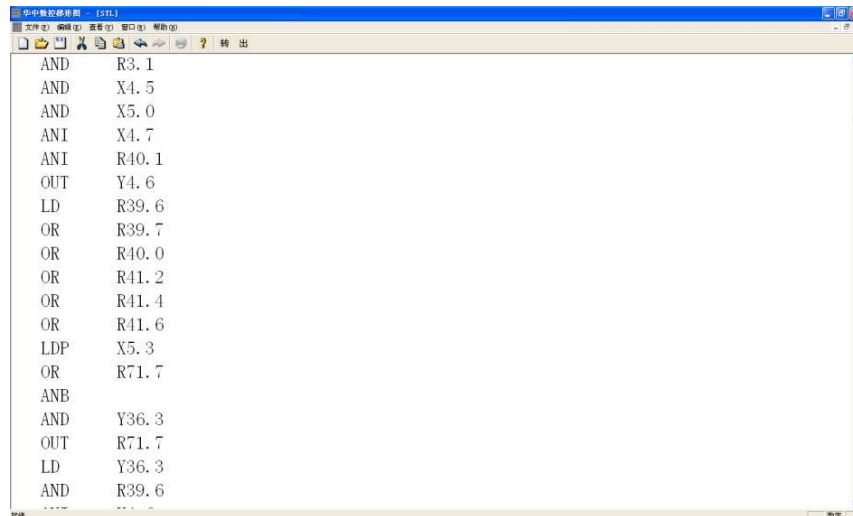 华中数控梯形图 - [STL]
文件(F) 编辑(E) 查看(V) 窗口(W) 帮助(H)
? 转 出
AND R3.1
AND X4.5
AND X5.0
ANI X4.7
ANI R40.1
OUT Y4.6
LD R39.6
OR R39.7
OR R40.0
OR R41.2
OR R41.4
OR R41.6
LDP X5.3
OR R71.7
ANB
AND Y36.3
OUT R71.7
LD Y36.3
AND R39.6